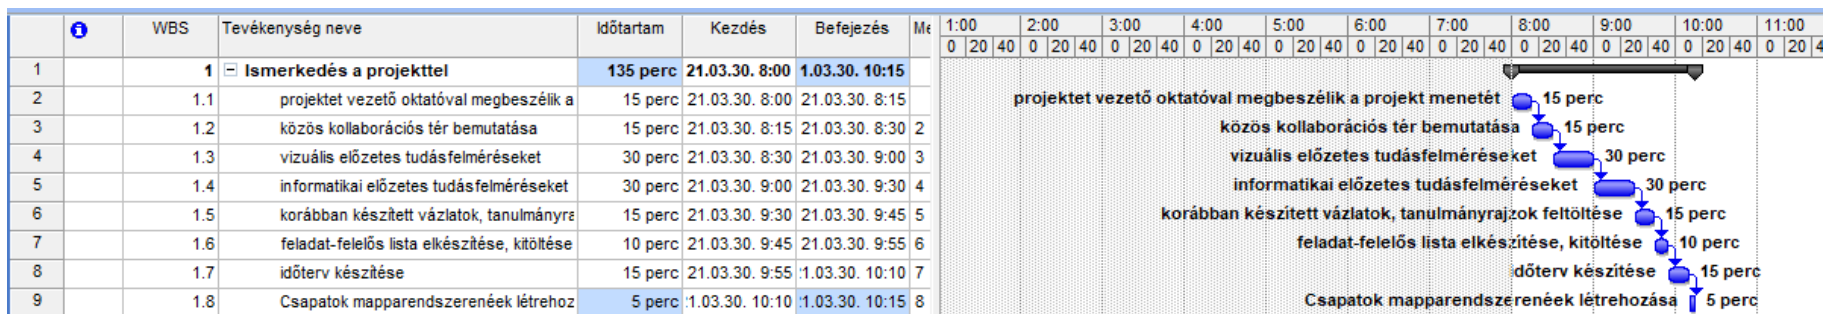 WBS Tevékenység neve Időtartam Kezdés Befejezés Me 1:00 2:00 3:00 4:00 5:00 6:00 7:00 8:00 9:00 10:00 11:00
0 20 40 0 20 40 0 20 40 0 20 40 0 20 40 0 20 40 0 20 40 0 20 40 0 20 40 0 20 40 0 20 4
1 1 Ismerkedés a projekttel 135 perc 21.03.30. 8:00 1.03.30. 10:15
2 1.1 projektet vezető oktatóval megbeszélik a 15 perc 21.03.30. 8:00 21.03.30. 8:15 projektet vezető oktatóval megbeszélik a projekt menetét 15 perc
3 1.2 közös kollaborációs tér bemutatása 15 perc 21.03.30. 8:15 21.03.30. 8:30 2 közös kollaborációs tér bemutatása 15 perc
4 1.3 vizuális előzetes tudásfelméréseket 30 perc 21.03.30. 8:30 21.03.30. 9:00 3 vizuális előzetes tudásfelméréseket 30 perc
5 1.4 informatikai előzetes tudásfelméréseket 30 perc 21.03.30. 9:00 21.03.30. 9:30 4 informatikai előzetes tudásfelméréseket 30 perc
6 1.5 korábban készített vázlatok, tanulmányra 15 perc 21.03.30. 9:30 21.03.30. 9:45 5 korábban készített vázlatok, tanulmányrajzok feltöltése 15 perc
7 1.6 feladat-felelős lista elkészítése, kitöltése 10 perc 21.03.30. 9:45 21.03.30. 9:55 6 feladat-felelős lista elkészítése, kitöltése 10 perc
8 1.7 időterv készítése 15 perc 21.03.30. 9:55 1.03.30. 10:10 7 időterv készítése 15 perc
9 1.8 Csapatok mapparendszerenéek létrehoz 5 perc 1.03.30. 10:10 1.03.30. 10:15 8 Csapatok mapparendszerenéek létrehozása 5 perc